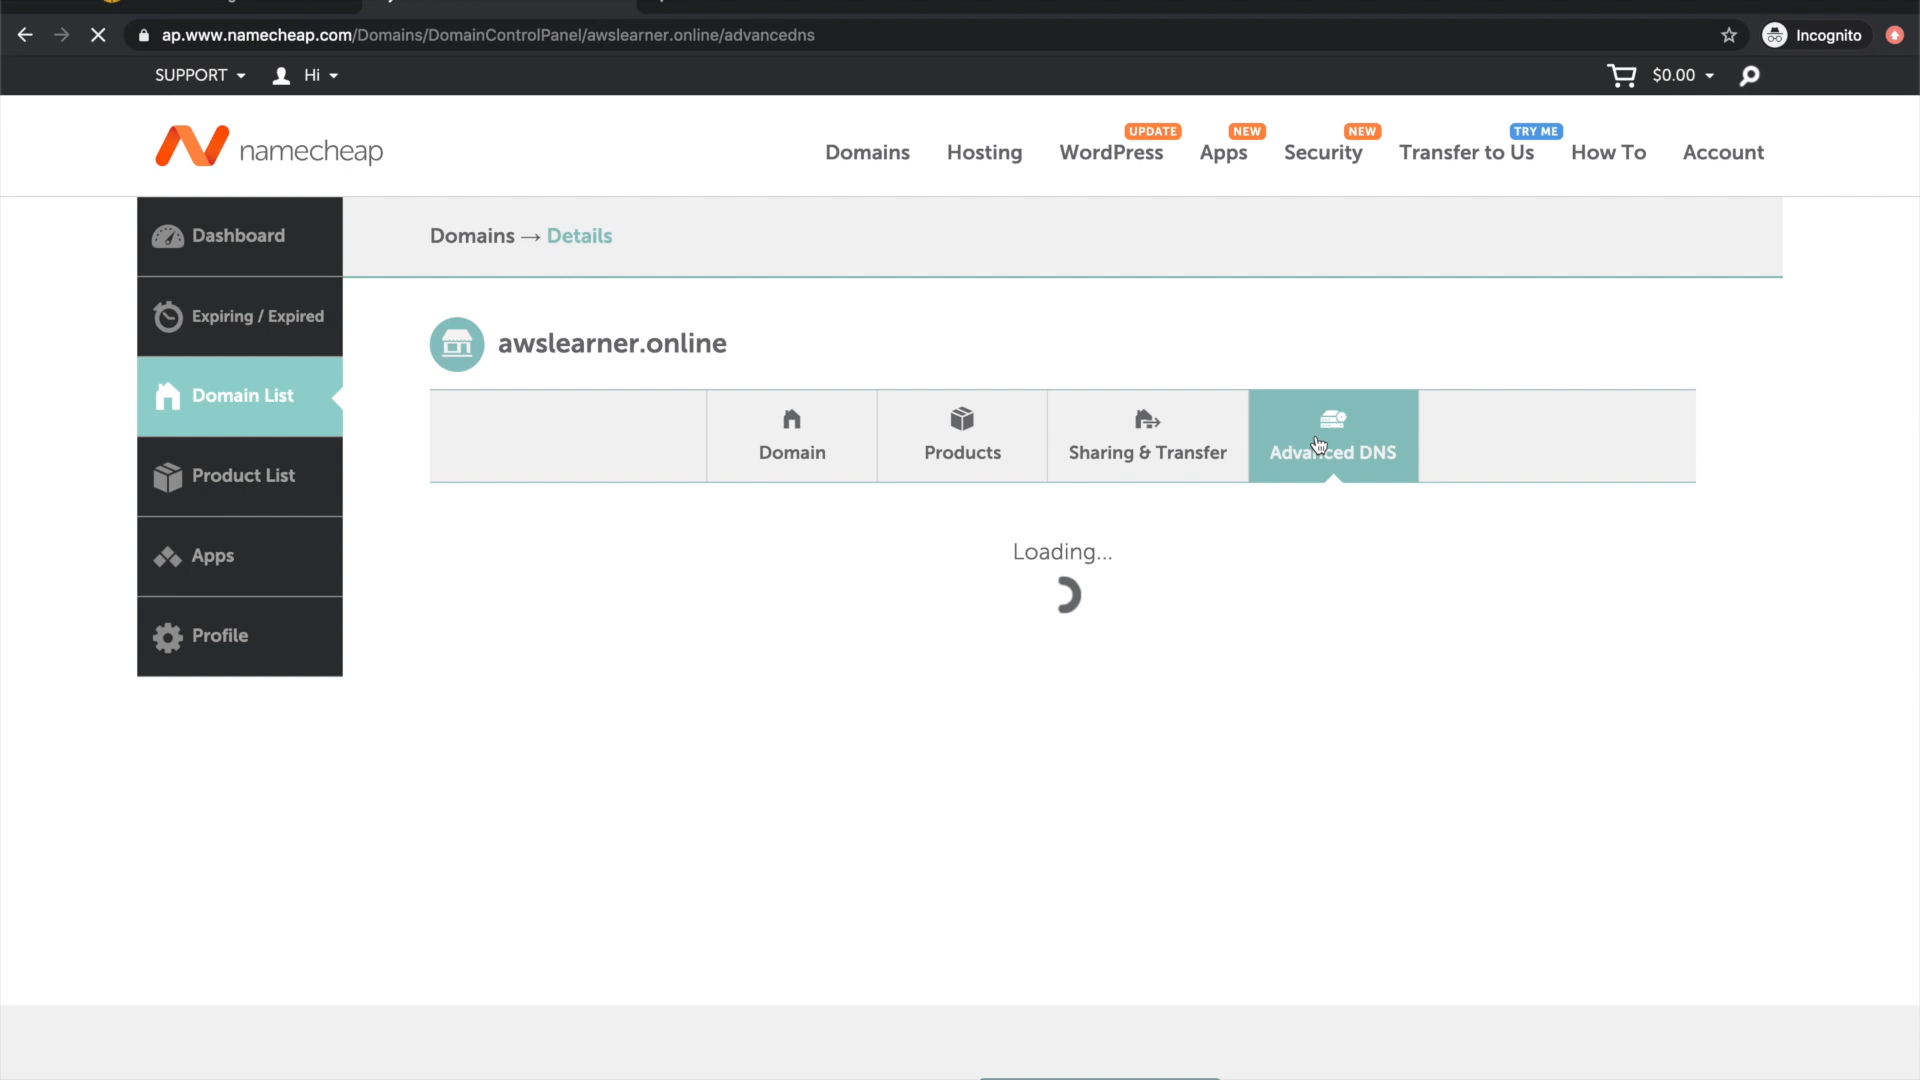 ap.www.namecheap.com/Domains/DomainControlPanel/awslearner.online/advancedns
Incognito
SUPPORT
Hi
$0.00
namecheap
Domains
Hosting
UPDATE
WordPress
NEW
Apps
NEW
Security
TRY ME
Transfer to Us
How To
Account
Dashboard
Expiring / Expired
Domain List
Product List
Apps
Profile
Domains → Details
awslearner.online
Domain
Products
Sharing & Transfer
Advanced DNS
Loading...